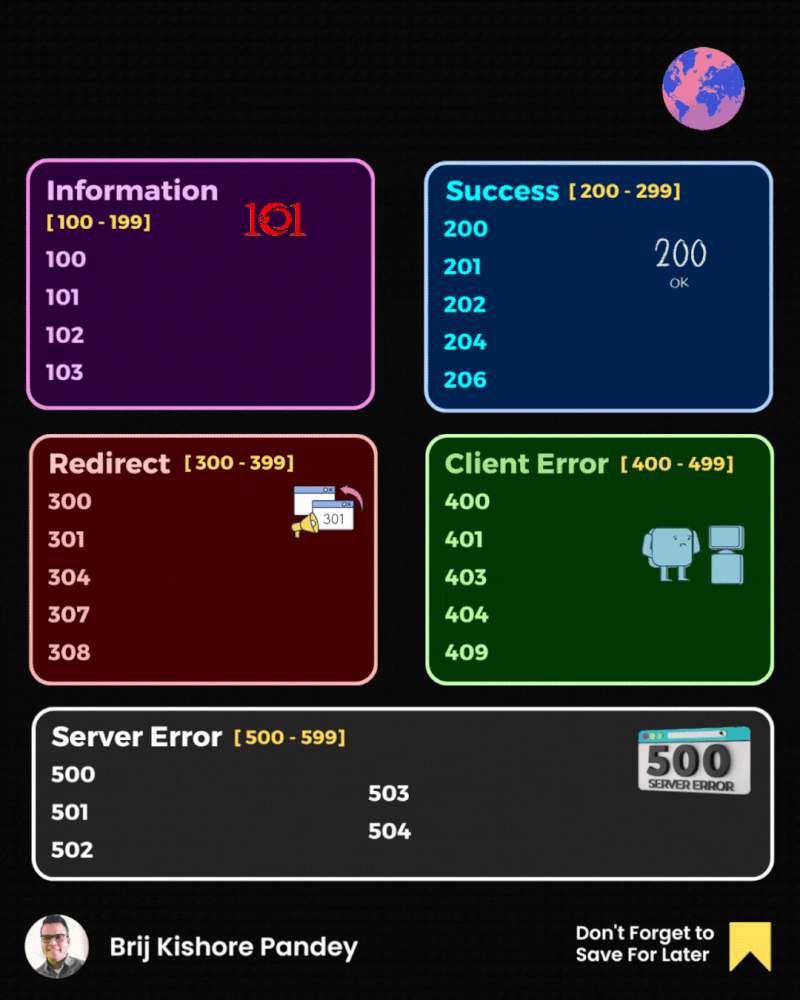 Information
[ 100 - 199]
101
100
101
102
103
Success [ 200 - 299]
200
201
202
204
206
200
OK
Redirect [ 300 - 399]
300
301
304
307
308
301
Client Error [ 400 - 499]
400
401
403
404
409
Server Error [ 500 - 599]
500
501
502
503
504
500
SERVER ERROR
Brij Kishore Pandey
Don't Forget to
Save For Later